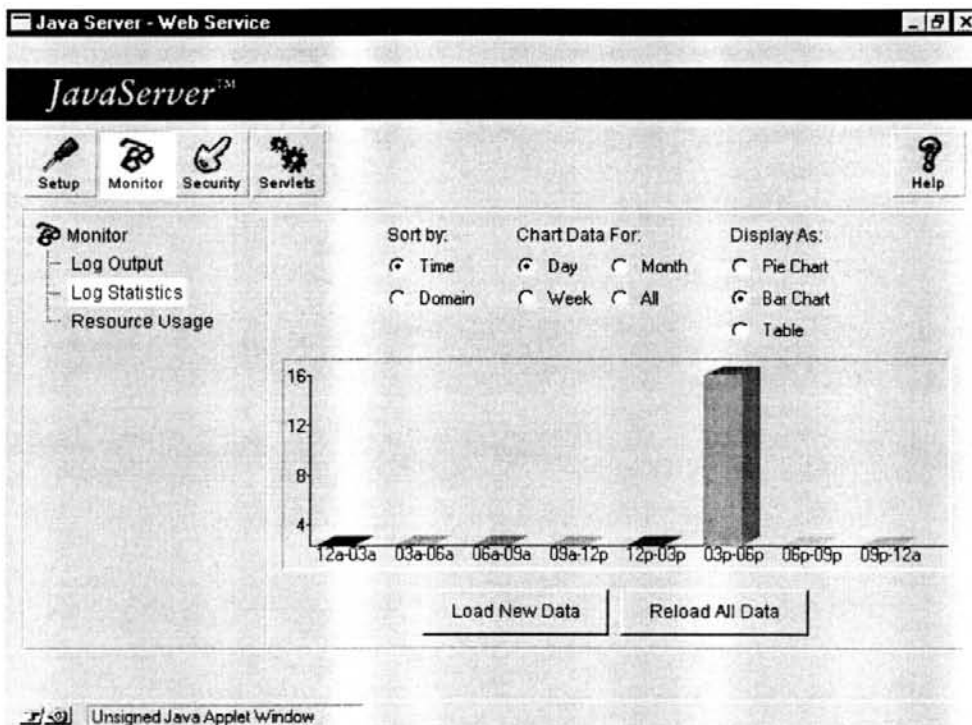 Java Server - Web Service
JavaServer™
Setup Monitor Security Servlets Help
Monitor
Log Output
Log Statistics
Resource Usage
Sort by: Chart Data For: Display As:
Time Day Month Pie Chart
Domain Week All Bar Chart
Table
16
12
8
4
12a-03a 03a-06a 06a-09a 09a-12p 12p-03p 03p-06p 06p-09p 09p-12a
Load New Data Reload All Data
Unsigned Java Applet Window